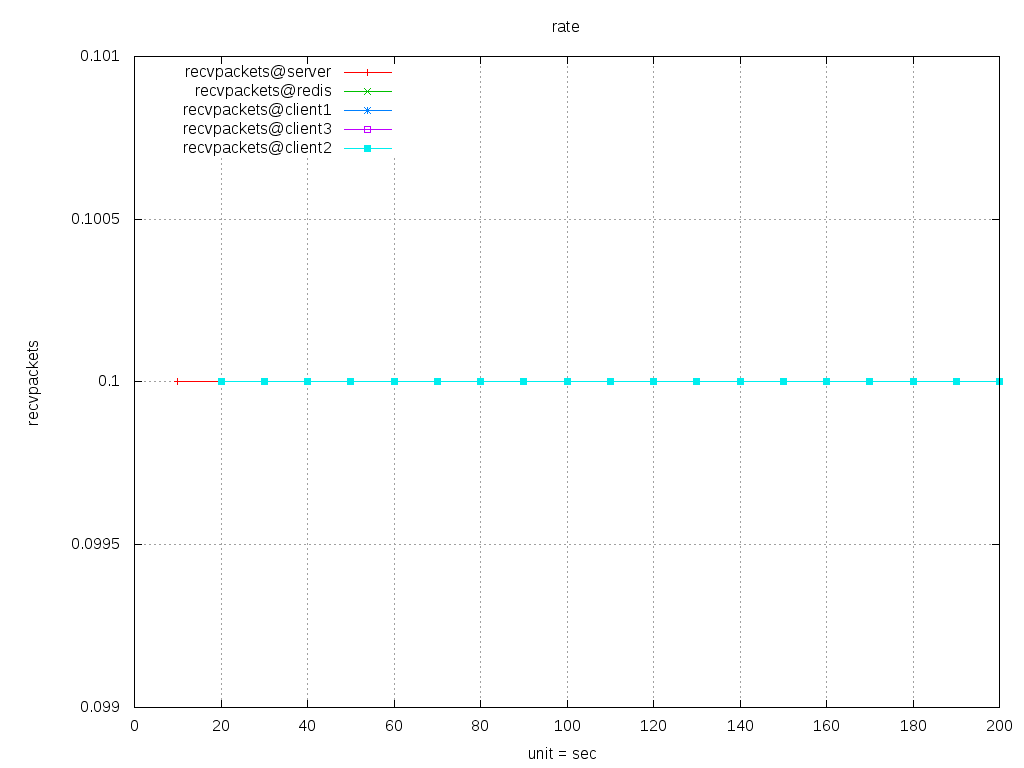 rate
0.101
0.1005
0.1
0.0995
0.099
recvpackets
recvpackets@server
recvpackets@redis
recvpackets@client1
recvpackets@client3
recvpackets@client2
0 20 40 60 80 100 120 140 160 180 200
unit = sec